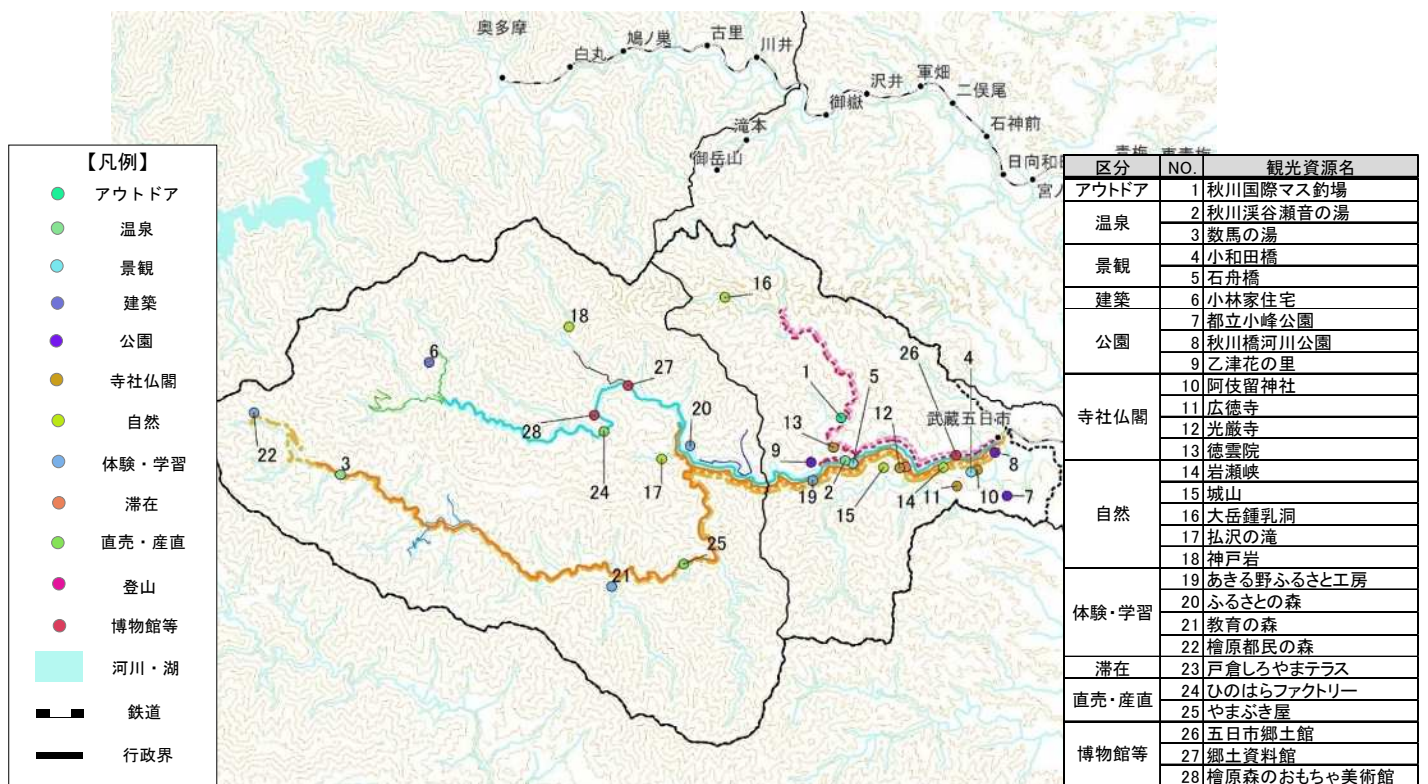 奥多摩
白丸
鳩ノ巣
古里
川井
御嶽
沢井
軍畑
二俣尾
石神前
日向和田
滝本
御岳山
武蔵五日市
【凡例】
アウトドア
温泉
景観
建築
公園
寺社仏閣
自然
体験・学習
滞在
直売・産直
登山
博物館等
河川・湖
鉄道
行政界
16
18
6
27
26
4
1
5
20
12
28
13
9
8
22
3
24
17
19
2
15
14
11
10
7
25
21
区分 NO. 観光資源名
アウトドア 1 秋川国際マス釣場
温泉 2 秋川渓谷瀬音の湯
3 数馬の湯
景観 4 小和田橋
5 石舟橋
建築 6 小林家住宅
公園 7 都立小峰公園
8 秋川橋河川公園
9 乙津花の里
寺社仏閣 10 阿伎留神社
11 広徳寺
12 光厳寺
13 徳雲院
自然 14 岩瀬峡
15 城山
16 大岳鍾乳洞
17 払沢の滝
18 神戸岩
体験・学習 19 あきる野ふるさと工房
20 ふるさとの森
21 教育の森
22 檜原都民の森
滞在 23 戸倉しろやまテラス
直売・産直 24 ひのはらファクトリー
25 やまぶき屋
博物館等 26 五日市郷土館
27 郷土資料館
28 檜原森のおもちゃ美術館